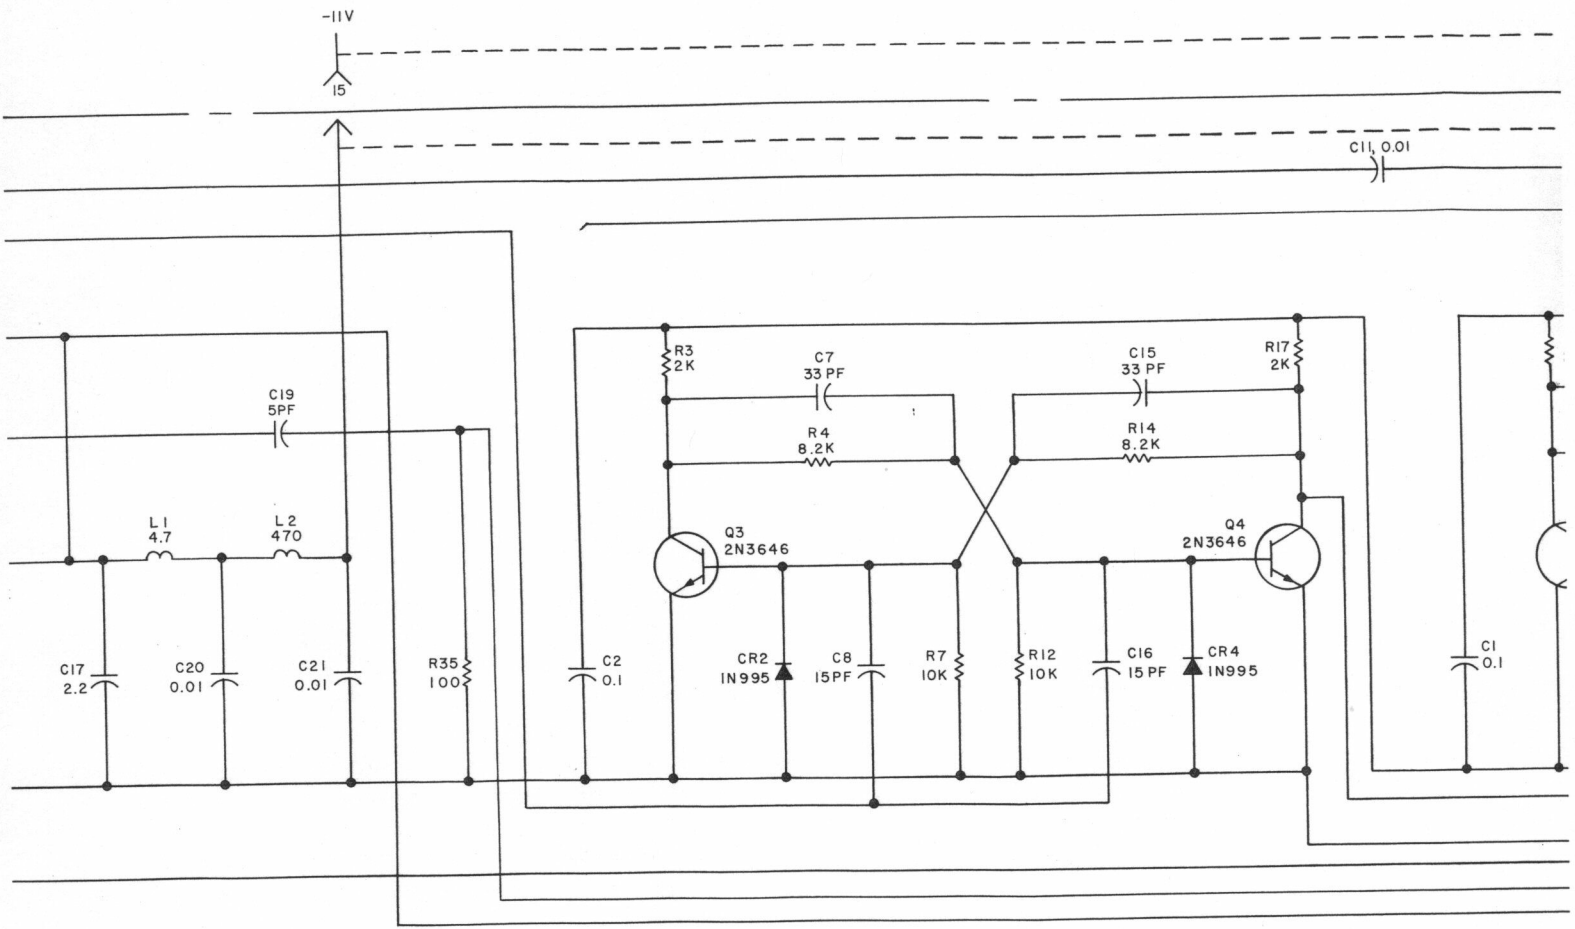 -11V
15
C11, 0.01
R3
2K
C7
33 PF
C15
33 PF
R17
2K
C19
5PF
R4
8.2K
R14
8.2K
L1
4.7
L2
470
Q3
2N3646
Q4
2N3646
C17
2.2
C20
0.01
C21
0.01
R35
100
C2
0.1
CR2
1N995
C8
15PF
R7
10K
R12
10K
C16
15 PF
CR4
1N995
C1
0.1